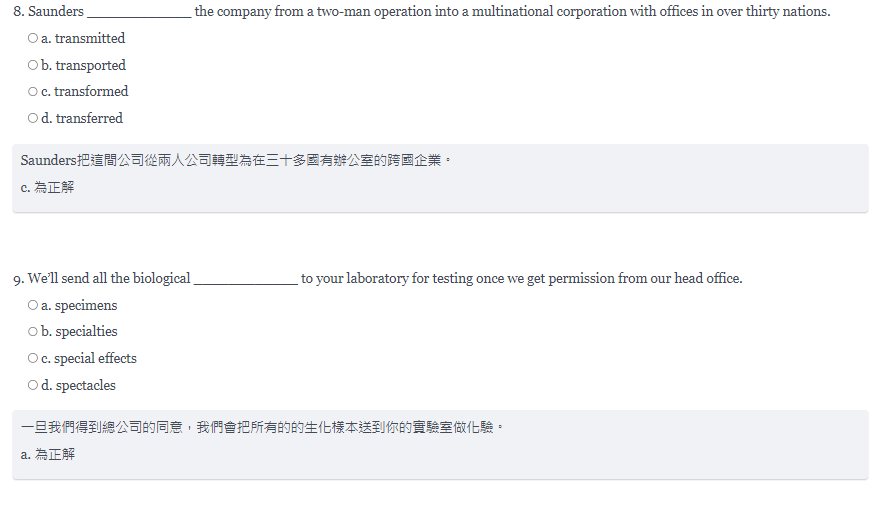 8. Saunders _______________ the company from a two-man operation into a multinational corporation with offices in over thirty nations.
a. transmitted
b. transported
c. transformed
d. transferred
Saunders把這間公司從兩人公司轉型為在三十多國有辦公室的跨國企業。
c. 為正解
9. We’ll send all the biological _______________ to your laboratory for testing once we get permission from our head office.
a. specimens
b. specialties
c. special effects
d. spectacles
一旦我們得到總公司的同意，我們會把所有的的生化樣本送到你的實驗室做化驗。
a. 為正解